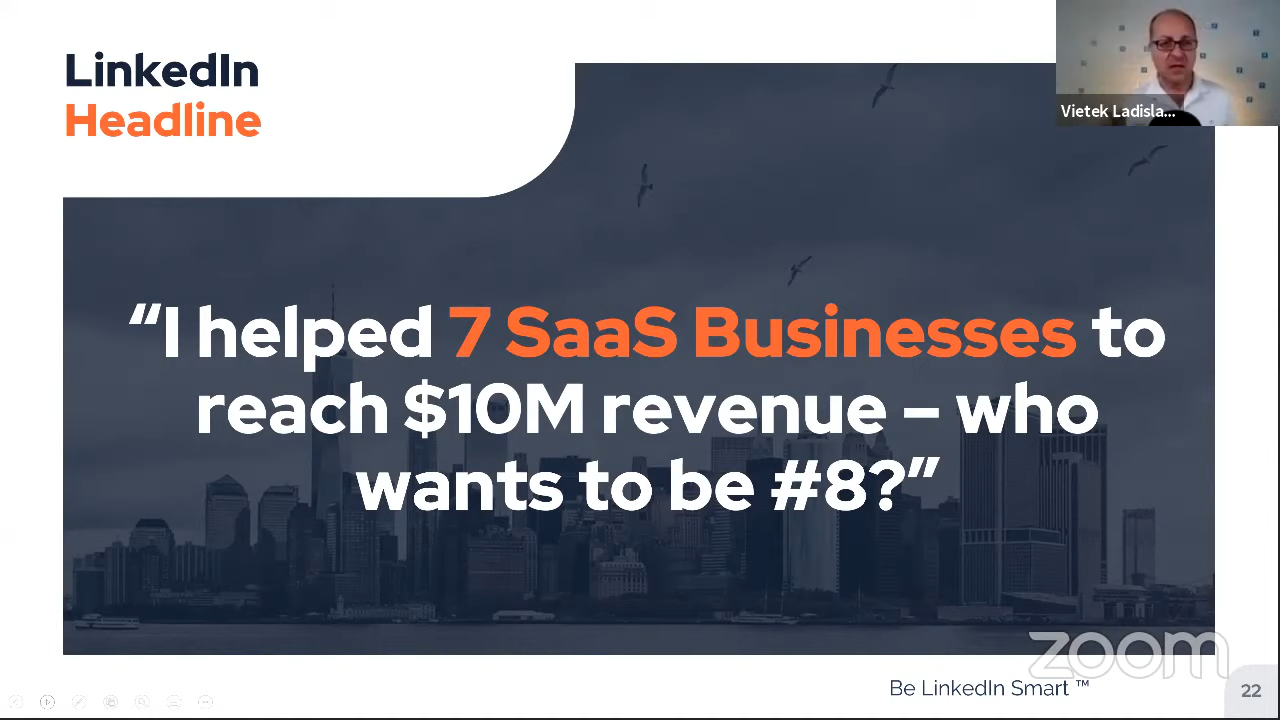 LinkedIn
Headline
Vietek Ladisla...
“I helped 7 SaaS Businesses to
reach $10M revenue – who
wants to be #8?”
zoom
Be LinkedIn Smart ™
22